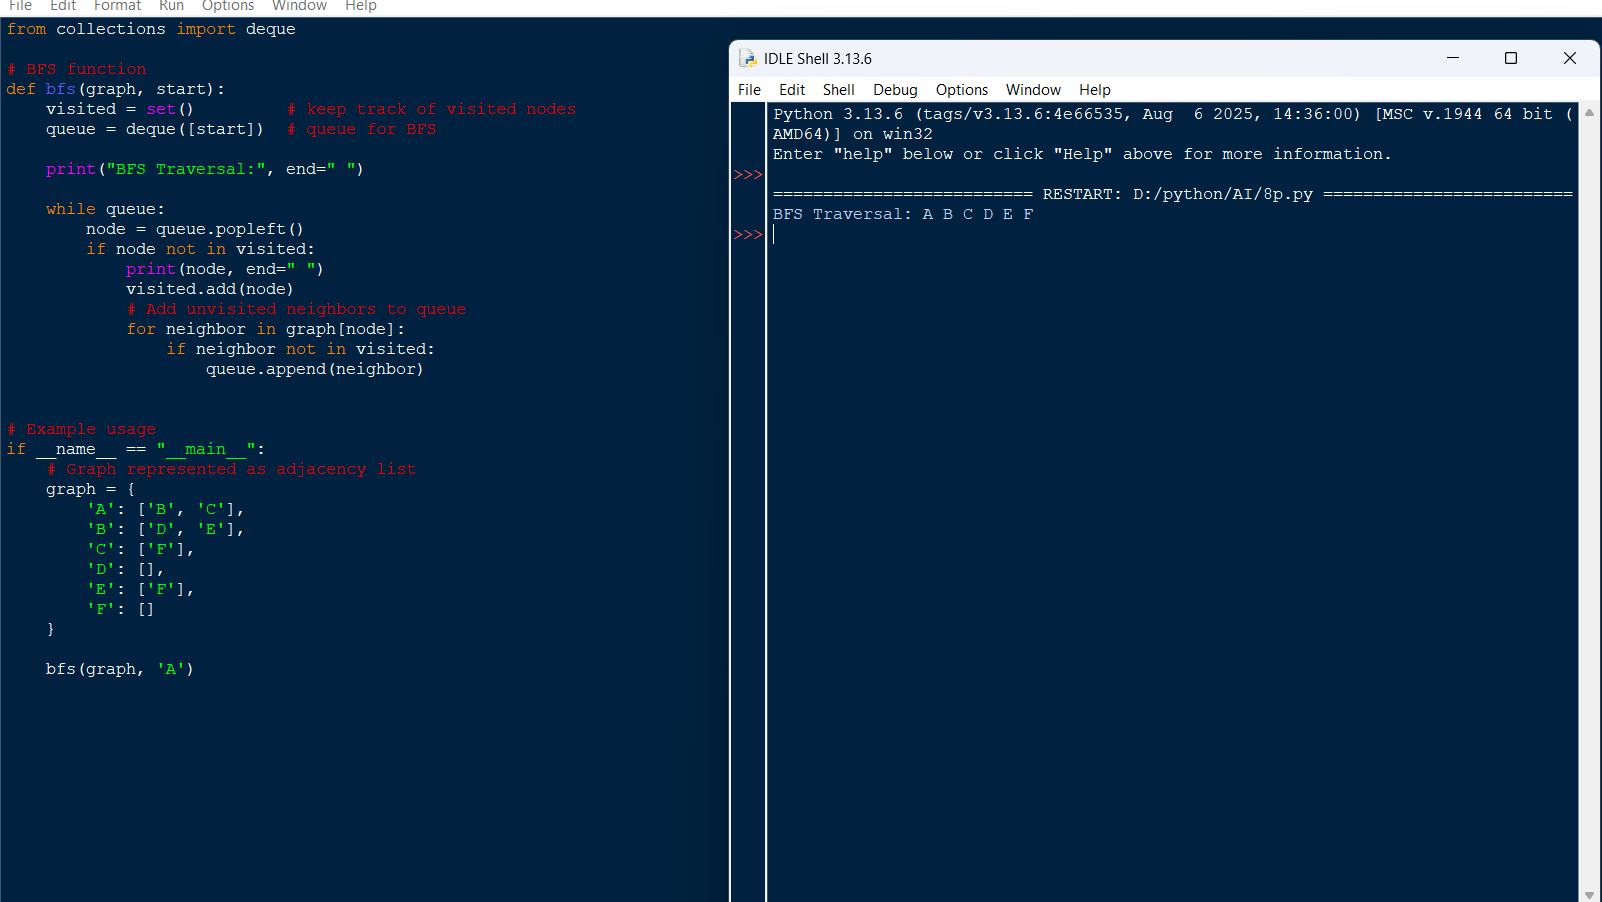 File Edit Format Run Options Window Help
from collections import deque
# BFS function
def bfs(graph, start):
    visited = set()         # keep track of visited nodes
    queue = deque([start])  # queue for BFS
    print("BFS Traversal:", end=" ")
    while queue:
        node = queue.popleft()
        if node not in visited:
            print(node, end=" ")
            visited.add(node)
            # Add unvisited neighbors to queue
            for neighbor in graph[node]:
                if neighbor not in visited:
                    queue.append(neighbor)
# Example usage
if __name__ == "__main__":
    # Graph represented as adjacency list
    graph = {
        'A': ['B', 'C'],
        'B': ['D', 'E'],
        'C': ['F'],
        'D': [],
        'E': ['F'],
        'F': []
    }
    bfs(graph, 'A')
IDLE Shell 3.13.6
File Edit Shell Debug Options Window Help
Python 3.13.6 (tags/v3.13.6:4e66535, Aug  6 2025, 14:36:00) [MSC v.1944 64 bit (
AMD64)] on win32
Enter "help" below or click "Help" above for more information.
>>>
========================== RESTART: D:/python/AI/8p.py =========================
BFS Traversal: A B C D E F
>>>